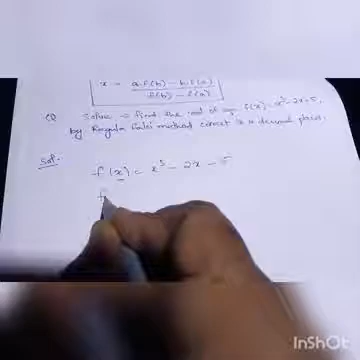 x = a.f(b) - b.f(a)
f(b) - f(a)
Q Solve → find the root of f(x) = x³-2x-5,
by Regula Falsi method correct to 3 decimal places.
Sol.
f(x) = x³ - 2x - 5
f
InShOt